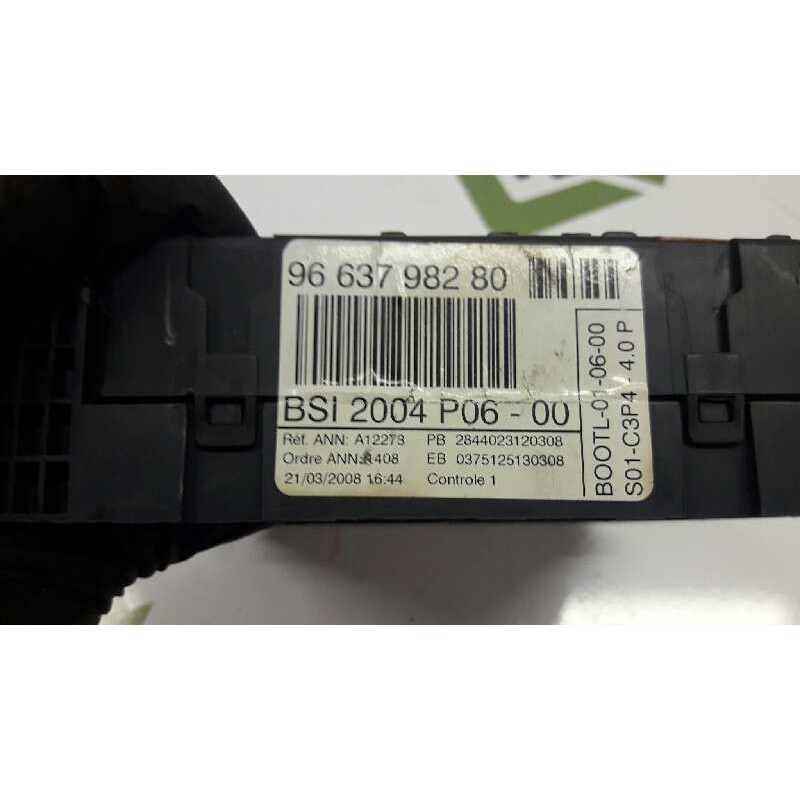 96 637 982 80
BSI 2004 P06 - 00
Réf. ANN: A12273 PB 2844023120308
Ordre ANN: 1408 EB 0375125130308
21/03/2008 16:44 Controle 1
BOOTL-01-06-00
S01-C3P4 / 4.0 P